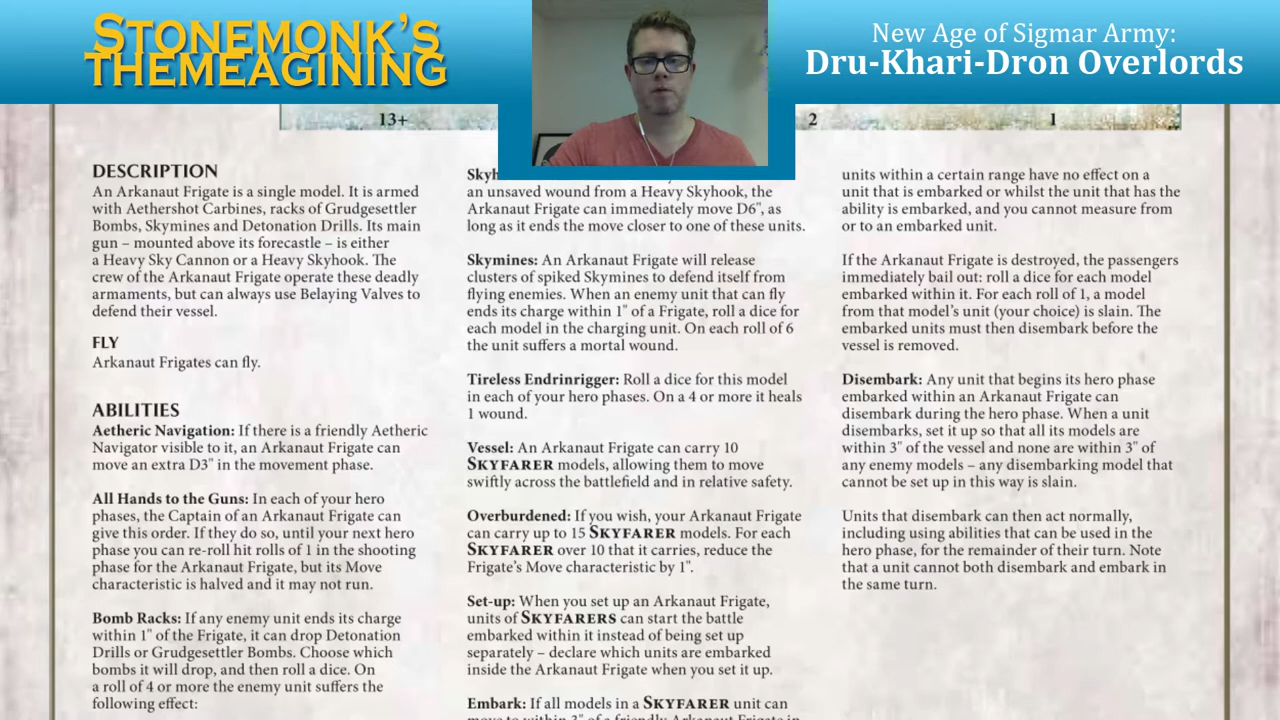 STONEMONK'S
THEMEAGINING
New Age of Sigmar Army:
Dru-Khari-Dron Overlords
13+
2
1
DESCRIPTION
An Arkanaut Frigate is a single model. It is armed
with Aethershot Carbines, racks of Grudgesettler
Bombs, Skymines and Detonation Drills. Its main
gun – mounted above its forecastle – is either
a Heavy Sky Cannon or a Heavy Skyhook. The
crew of the Arkanaut Frigate operate these deadly
armaments, but can always use Belaying Valves to
defend their vessel.
FLY
Arkanaut Frigates can fly.
ABILITIES
Aetheric Navigation: If there is a friendly Aetheric
Navigator visible to it, an Arkanaut Frigate can
move an extra D3" in the movement phase.
All Hands to the Guns: In each of your hero
phases, the Captain of an Arkanaut Frigate can
give this order. If they do so, until your next hero
phase you can re-roll hit rolls of 1 in the shooting
phase for the Arkanaut Frigate, but its Move
characteristic is halved and it may not run.
Bomb Racks: If any enemy unit ends its charge
within 1" of the Frigate, it can drop Detonation
Drills or Grudgesettler Bombs. Choose which
bombs it will drop, and then roll a dice. On
a roll of 4 or more the enemy unit suffers the
following effect:
an unsaved wound from a Heavy Skyhook, the
Arkanaut Frigate can immediately move D6", as
long as it ends the move closer to one of these units.
Skymines: An Arkanaut Frigate will release
clusters of spiked Skymines to defend itself from
flying enemies. When an enemy unit that can fly
ends its charge within 1" of a Frigate, roll a dice for
each model in the charging unit. On each roll of 6
the unit suffers a mortal wound.
Tireless Endrinrigger: Roll a dice for this model
in each of your hero phases. On a 4 or more it heals
1 wound.
Vessel: An Arkanaut Frigate can carry 10
SKYFARER models, allowing them to move
swiftly across the battlefield and in relative safety.
Overburdened: If you wish, your Arkanaut Frigate
can carry up to 15 SKYFARER models. For each
SKYFARER over 10 that it carries, reduce the
Frigate's Move characteristic by 1".
Set-up: When you set up an Arkanaut Frigate,
units of SKYFARERS can start the battle
embarked within it instead of being set up
separately – declare which units are embarked
inside the Arkanaut Frigate when you set it up.
Embark: If all models in a SKYFARER unit can
move to within 3" of a friendly Arkanaut Frigate in
units within a certain range have no effect on a
unit that is embarked or whilst the unit that has the
ability is embarked, and you cannot measure from
or to an embarked unit.
If the Arkanaut Frigate is destroyed, the passengers
immediately bail out: roll a dice for each model
embarked within it. For each roll of 1, a model
from that model's unit (your choice) is slain. The
embarked units must then disembark before the
vessel is removed.
Disembark: Any unit that begins its hero phase
embarked within an Arkanaut Frigate can
disembark during the hero phase. When a unit
disembarks, set it up so that all its models are
within 3" of the vessel and none are within 3" of
any enemy models – any disembarking model that
cannot be set up in this way is slain.
Units that disembark can then act normally,
including using abilities that can be used in the
hero phase, for the remainder of their turn. Note
that a unit cannot both disembark and embark in
the same turn.